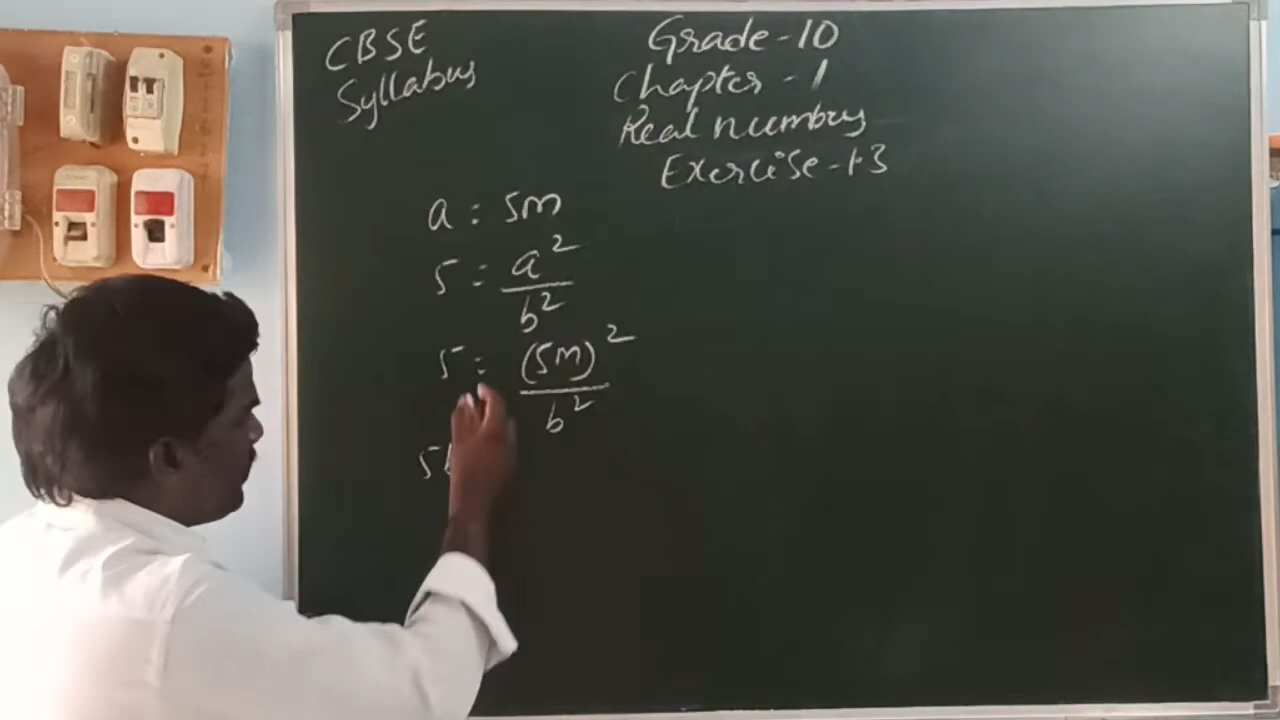 CBSE
Syllabus
Grade-10
Chapter-1
Real numbers
Exercise-1.3
a = 5m
5 = a²/b²
5 = (5m)²/b²
5b